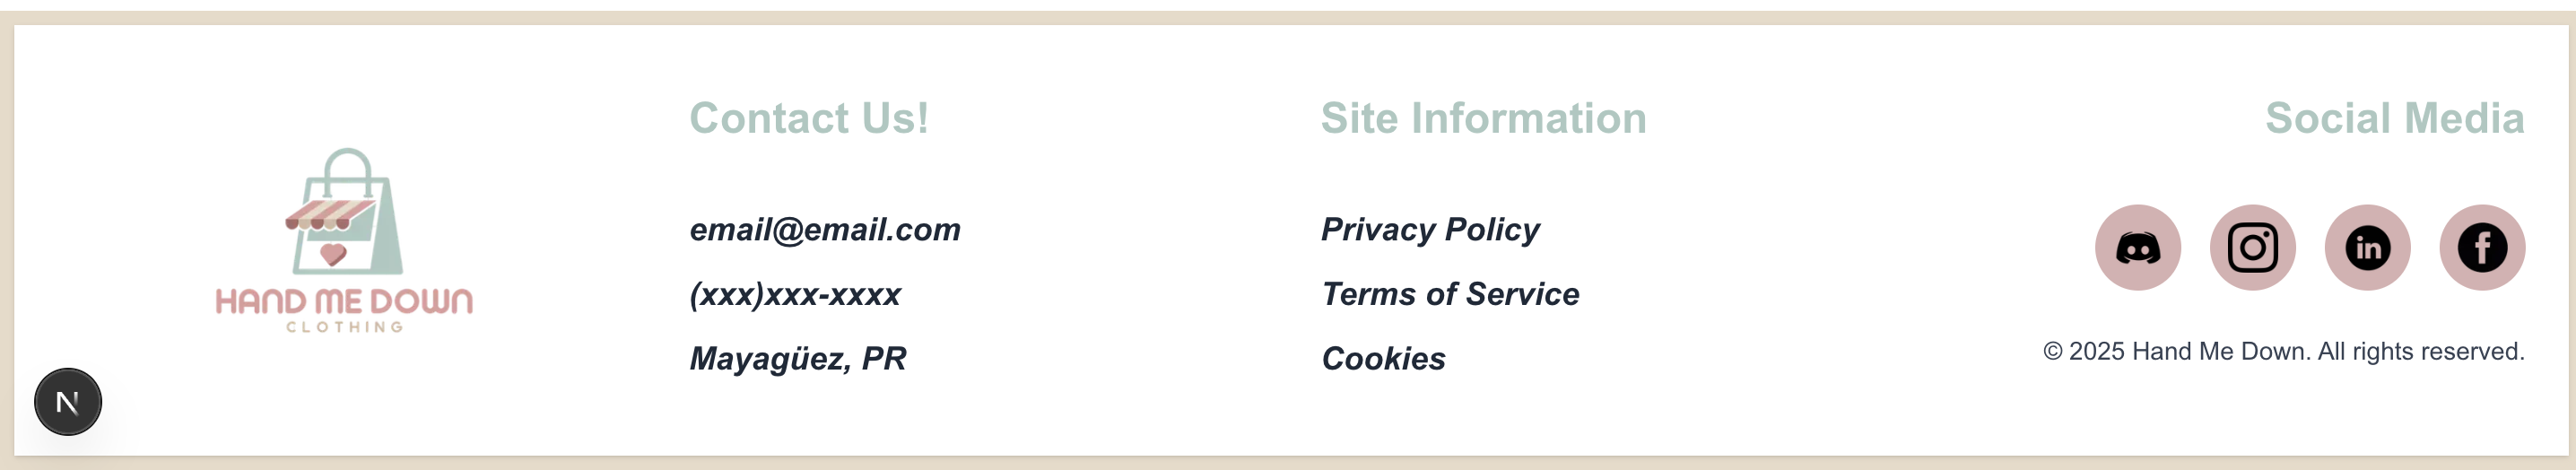 HAND ME DOWN
CLOTHING
Contact Us!
email@email.com
(xxx)xxx-xxxx
Mayagüez, PR
Site Information
Privacy Policy
Terms of Service
Cookies
Social Media
in
f
© 2025 Hand Me Down. All rights reserved.
N